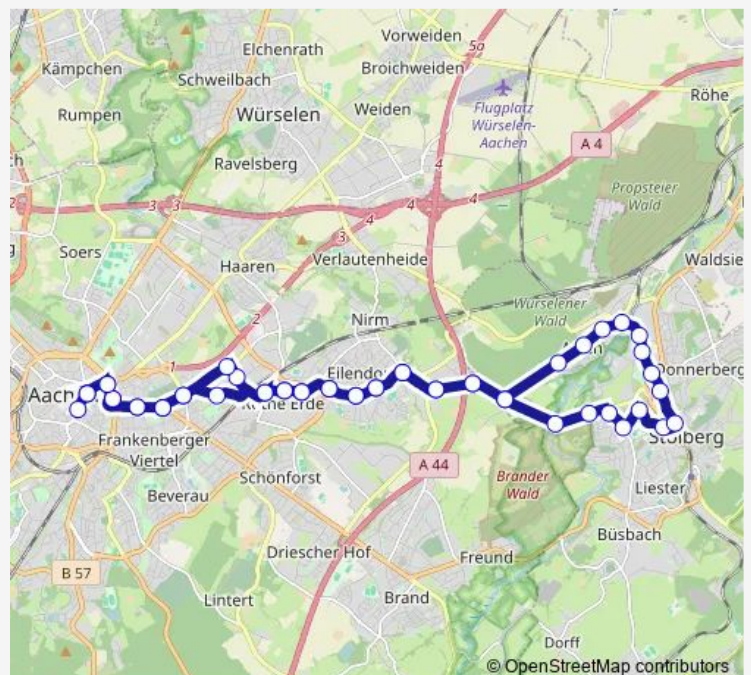 Vorweiden
5a
Elchenrath
Broichweiden
Kämpchen
Schweilbach
Röhe
Rumpen
Würselen
Weiden
Flugplatz
Würselen-
Aachen
A 4
Ravelsberg
4
Propsteier
Wald
3
3
4
4
4
3
Soers
Haaren
Verlautenheide
Waldsie
Würselener
Wald
Nirm
2
1
Eilendo
Donnerberg
Aach
Rothe Erde
Frankenberger
Viertel
Stolberg
A 44
Schönforst
Brander
Wald
Liester
Beverau
Büsbach
Driescher Hof
Freund
B 57
Lintert
Brand
Dorff
© OpenStreetMap contributors